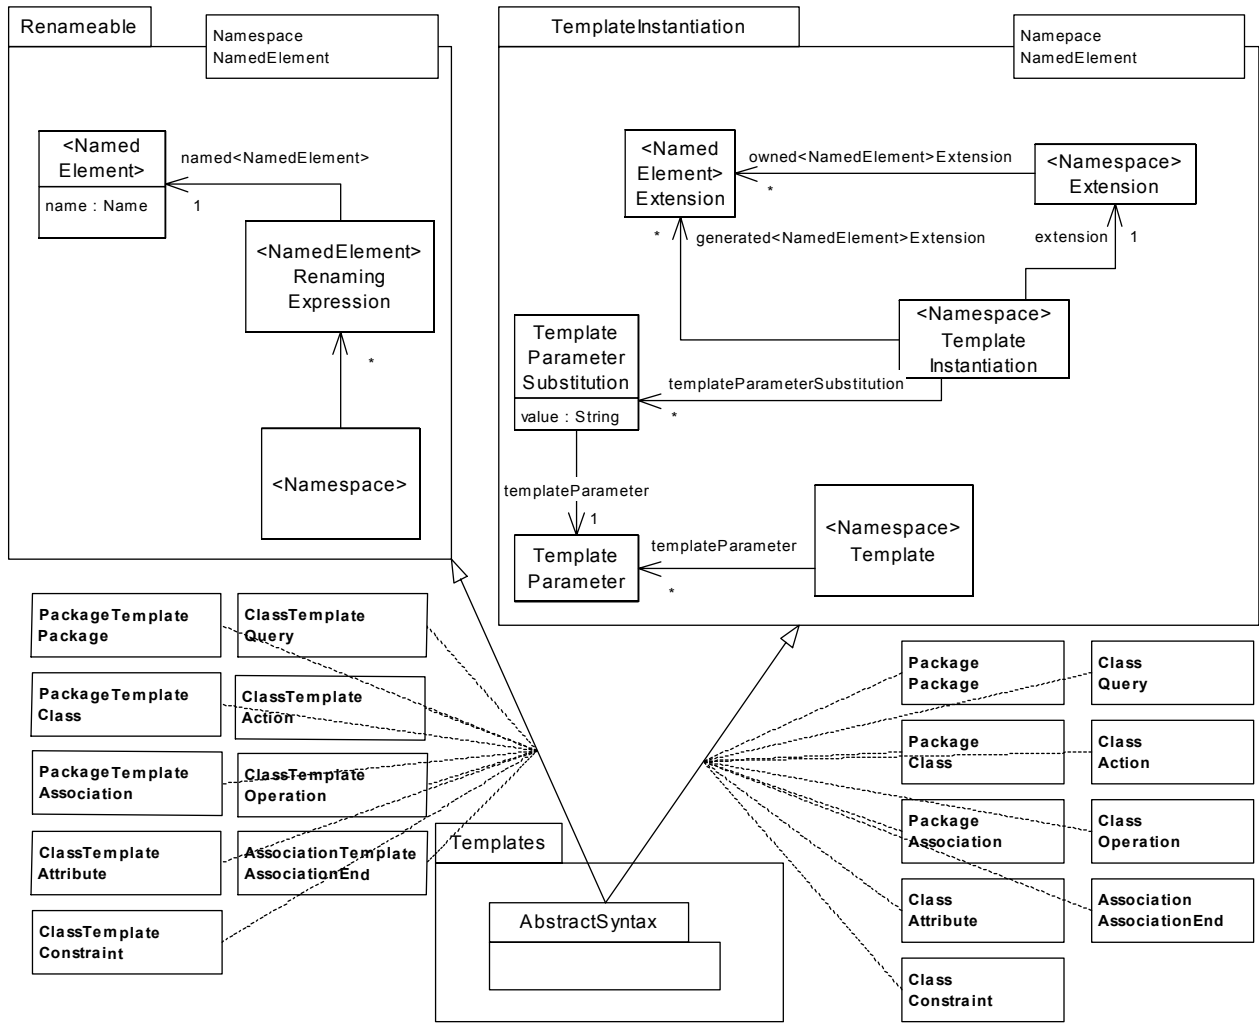 Renameable
Namespace
NamedElement
<Named
Element>
name : Name
named<NamedElement>
1
<NamedElement>
Renaming
Expression
*
<Namespace>
TemplateInstantiation
Namepace
NamedElement
<Named
Element>
Extension
owned<NamedElement>Extension
*
<Namespace>
Extension
*
generated<NamedElement>Extension
extension
1
<Namespace>
Template
Instantiation
Template
Parameter
Substitution
value : String
templateParameterSubstitution
*
templateParameter
1
Template
Parameter
templateParameter
*
<Namespace>
Template
PackageTemplate
Package
ClassTemplate
Query
PackageTemplate
Class
ClassTemplate
Action
PackageTemplate
Association
ClassTemplate
Operation
ClassTemplate
Attribute
AssociationTemplate
AssociationEnd
ClassTemplate
Constraint
Templates
AbstractSyntax
Package
Package
Class
Query
Package
Class
Class
Action
Package
Association
Class
Operation
Class
Attribute
Association
AssociationEnd
Class
Constraint